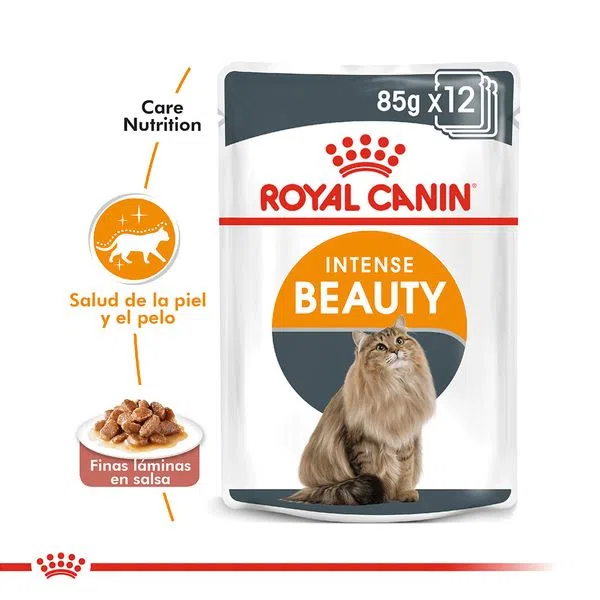 Care
Nutrition
Salud de la piel
y el pelo
Finas láminas
en salsa
85g x12
ROYAL CANIN®
INTENSE
BEAUTY